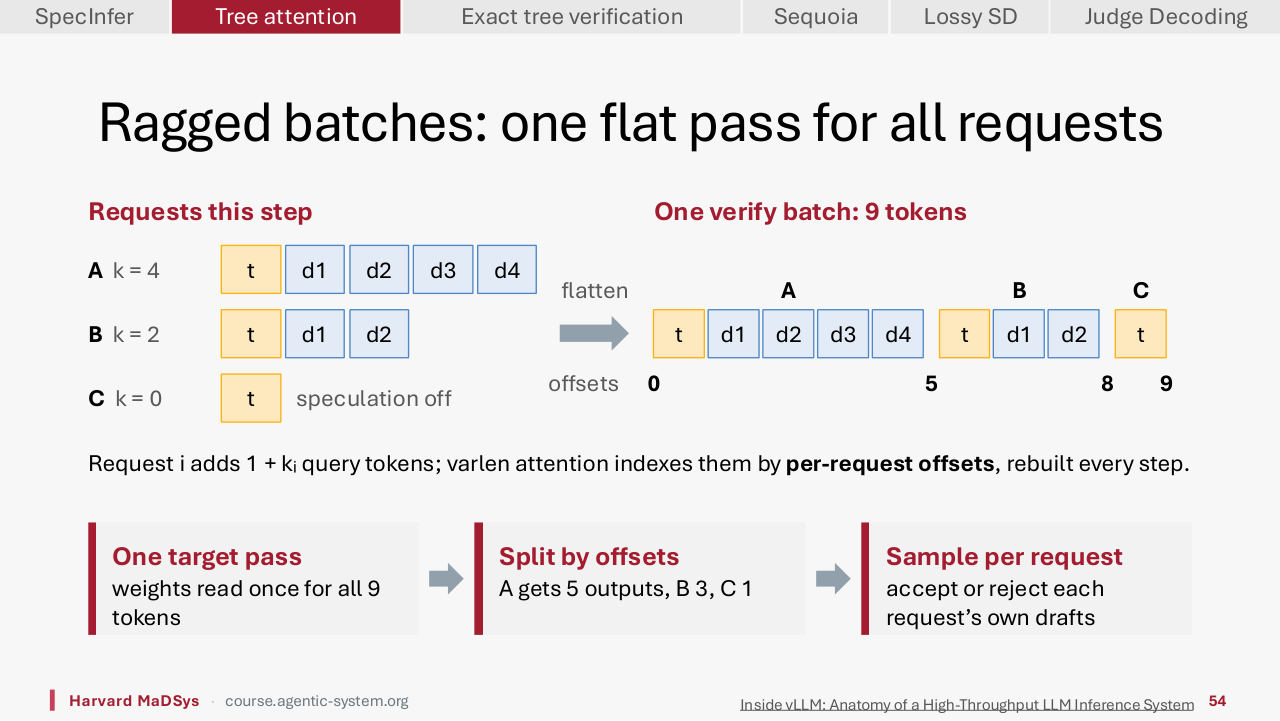 SpecInfer
Tree attention
Exact tree verification
Sequoia
Lossy SD
Judge Decoding
Ragged batches: one flat pass for all requests
Requests this step
A k = 4
t d1 d2 d3 d4
B k = 2
t d1 d2
C k = 0
t speculation off
flatten
offsets
One verify batch: 9 tokens
A B C
t d1 d2 d3 d4 t d1 d2 t
0 5 8 9
Request i adds 1 + kᵢ query tokens; varlen attention indexes them by per-request offsets, rebuilt every step.
One target pass
weights read once for all 9
tokens
Split by offsets
A gets 5 outputs, B 3, C 1
Sample per request
accept or reject each
request’s own drafts
Harvard MaDSys · course.agentic-system.org
Inside vLLM: Anatomy of a High-Throughput LLM Inference System 54